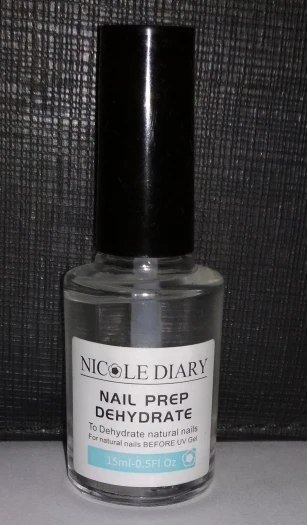 NICOLE DIARY
NAIL PREP
DEHYDRATE
To Dehydrate natural nails
For natural nails BEFORE UV Gel
15ml-0.5Fl Oz